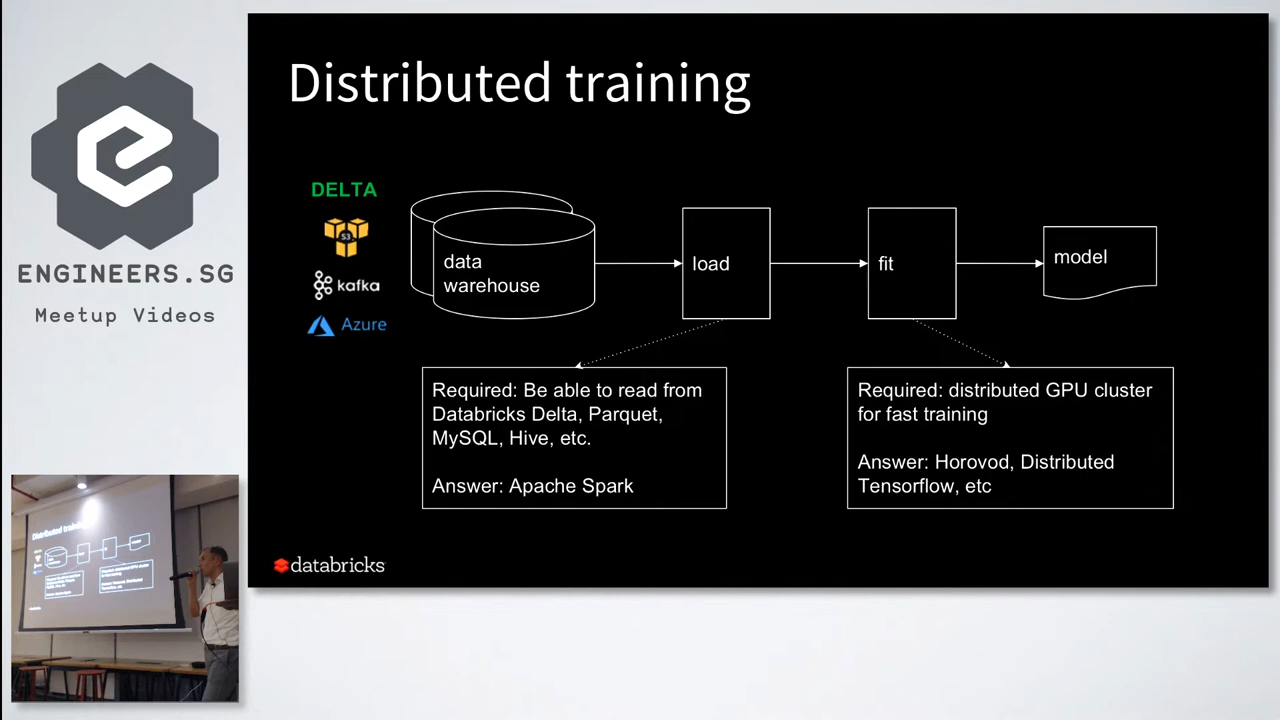 ENGINEERS.SG
Meetup Videos
Distributed training
DELTA
S3
kafka
Azure
data
warehouse
load
fit
model
Required: Be able to read from
Databricks Delta, Parquet,
MySQL, Hive, etc.
Answer: Apache Spark
Required: distributed GPU cluster
for fast training
Answer: Horovod, Distributed
Tensorflow, etc
databricks